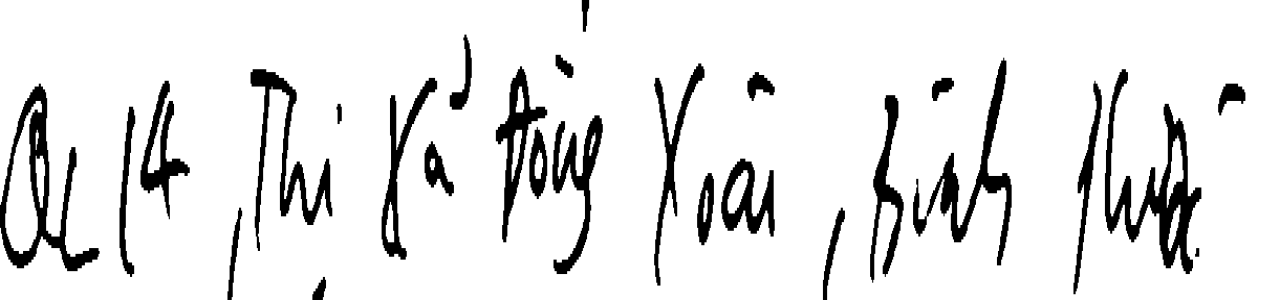 QL 14, Thị Xã Đồng Xoài, Bình Phước